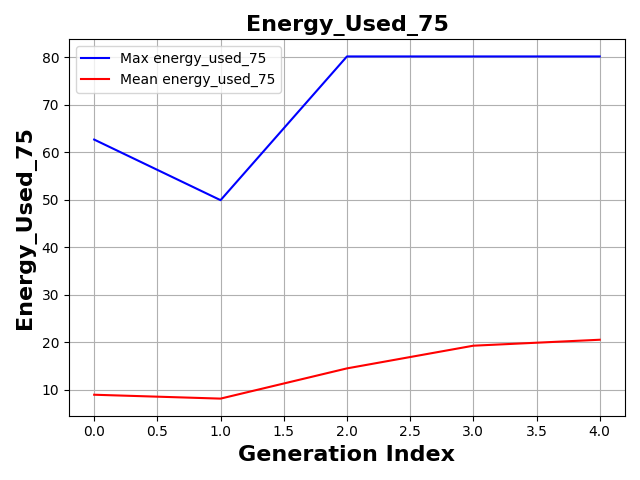 Energy_Used_75
Max energy_used_75
Mean energy_used_75
Energy_Used_75
80
70
60
50
40
30
20
10
0.0 0.5 1.0 1.5 2.0 2.5 3.0 3.5 4.0
Generation Index